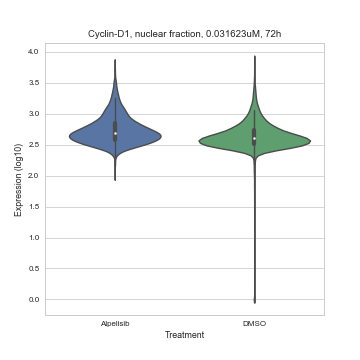 Cyclin-D1, nuclear fraction, 0.031623uM, 72h
4.0
3.5
3.0
2.5
2.0
1.5
1.0
0.5
0.0
Expression (log10)
Alpelisib
DMSO
Treatment